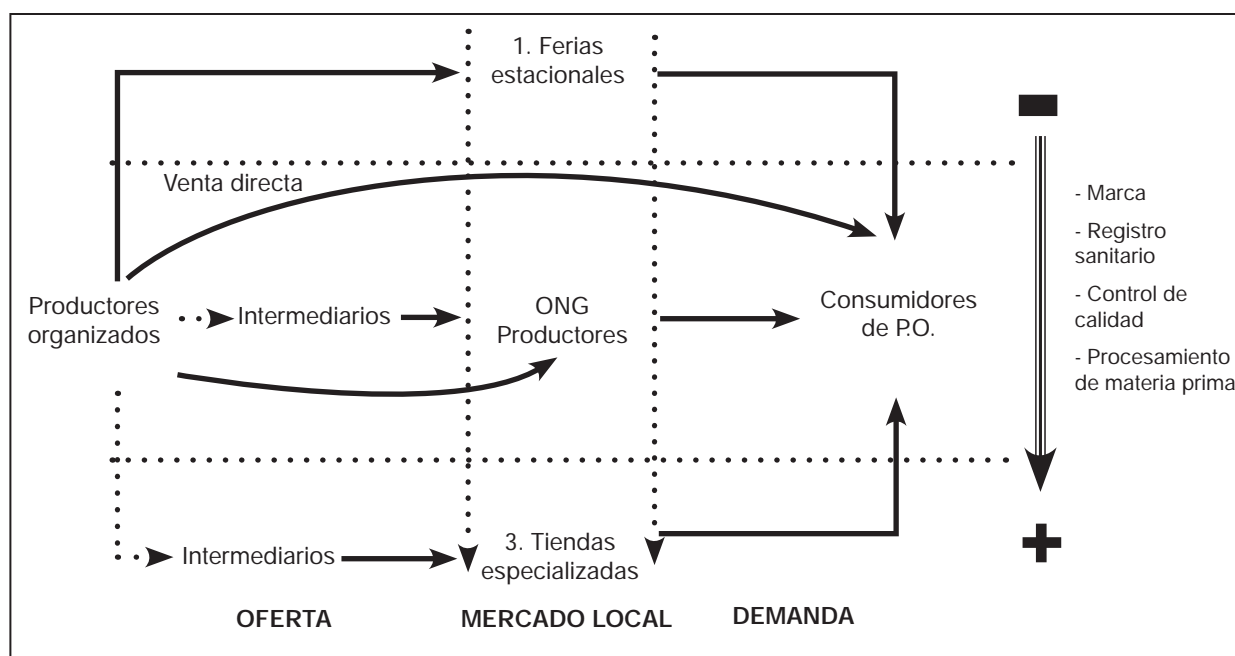 1. Ferias
estacionales
Venta directa
- Marca
- Registro
sanitario
- Control de
calidad
- Procesamiento
de materia prima
Productores
organizados
Intermediarios
ONG
Productores
Consumidores
de P.O.
Intermediarios
3. Tiendas
especializadas
OFERTA
MERCADO LOCAL
DEMANDA